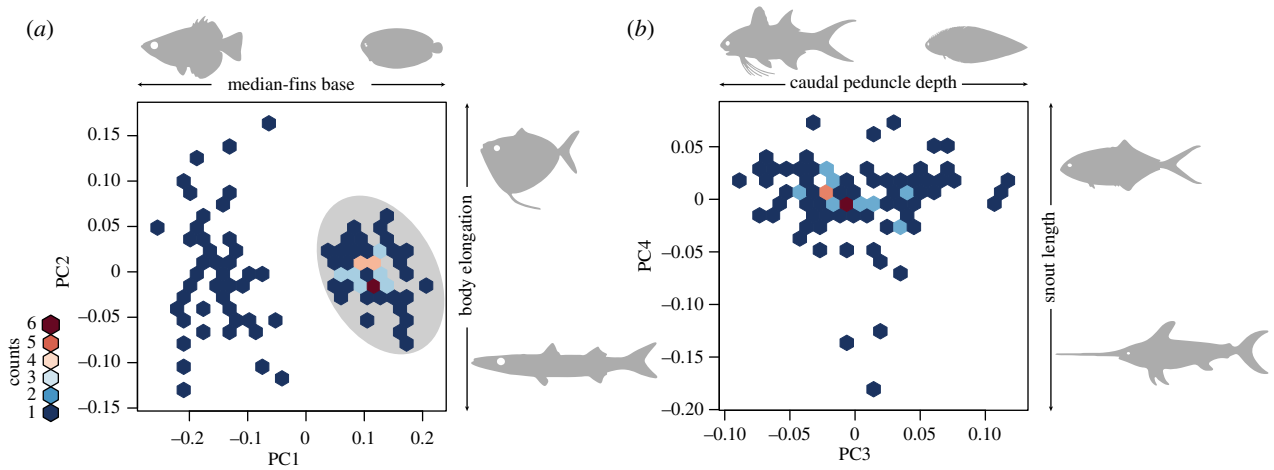 (a)
median-fins base
0.15
0.10
0.05
0
–0.05
–0.10
–0.15
PC2
counts
6
5
4
3
2
1
–0.2 –0.1 0 0.1 0.2
PC1
body elongation
(b)
caudal peduncle depth
0.05
0
–0.05
–0.10
–0.15
–0.20
PC4
–0.10 –0.05 0 0.05 0.10
PC3
snout length